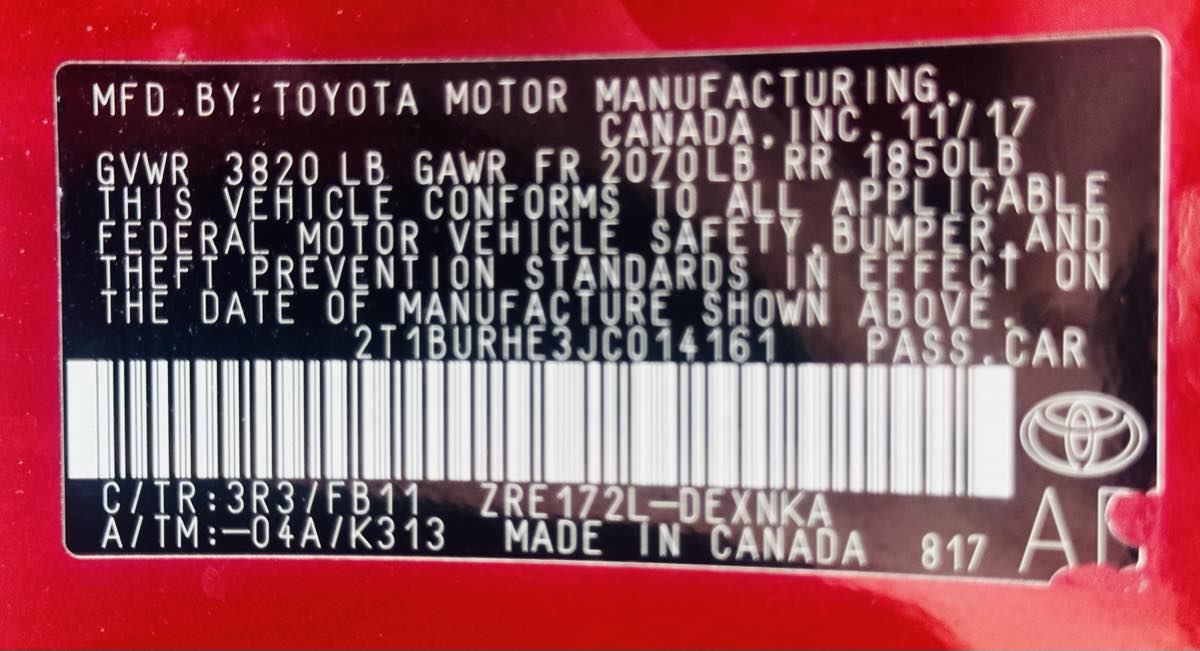 MFD.BY:TOYOTA MOTOR MANUFACTURING,
CANADA,INC. 11/17
GVWR 3820 LB GAWR FR 2070LB RR 1850LB
THIS VEHICLE CONFORMS TO ALL APPLICABLE
FEDERAL MOTOR VEHICLE SAFETY,BUMPER,AND
THEFT PREVENTION STANDARDS IN EFFECT ON
THE DATE OF MANUFACTURE SHOWN ABOVE.
2T1BURHE3JC014161 PASS.CAR
C/TR:3R3/FB11 ZRE172L-DEXNKA
A/TM:-04A/K313 MADE IN CANADA 817